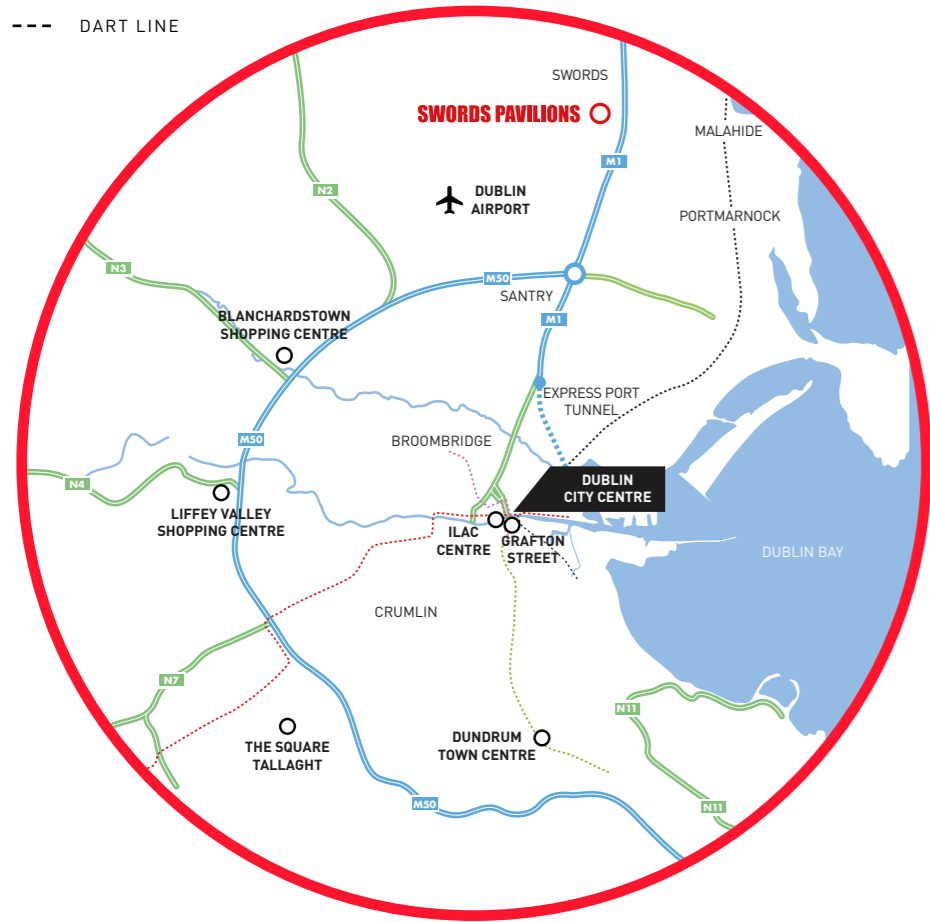 DART LINE
SWORDS
SWORDS PAVILIONS
MALAHIDE
M1
N2
DUBLIN
AIRPORT
PORTMARNOCK
N3
M50
SANTRY
BLANCHARDSTOWN
SHOPPING CENTRE
M1
EXPRESS PORT
TUNNEL
M50
BROOMBRIDGE
N4
DUBLIN
CITY CENTRE
LIFFEY VALLEY
SHOPPING CENTRE
ILAC
CENTRE
GRAFTON
STREET
DUBLIN BAY
CRUMLIN
N7
N11
THE SQUARE
TALLAGHT
DUNDRUM
TOWN CENTRE
M50
N11